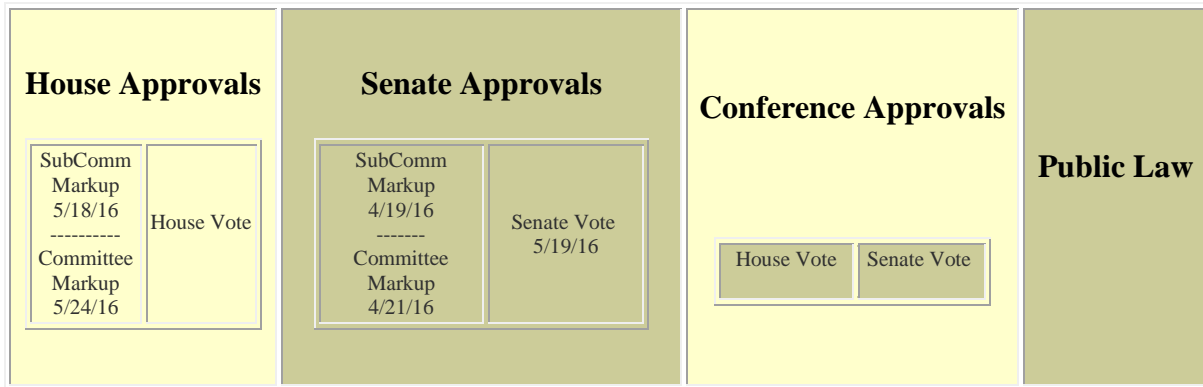 House Approvals
SubComm
Markup
5/18/16
----------
Committee
Markup
5/24/16
House Vote
Senate Approvals
SubComm
Markup
4/19/16
-------
Committee
Markup
4/21/16
Senate Vote
5/19/16
Conference Approvals
House Vote
Senate Vote
Public Law